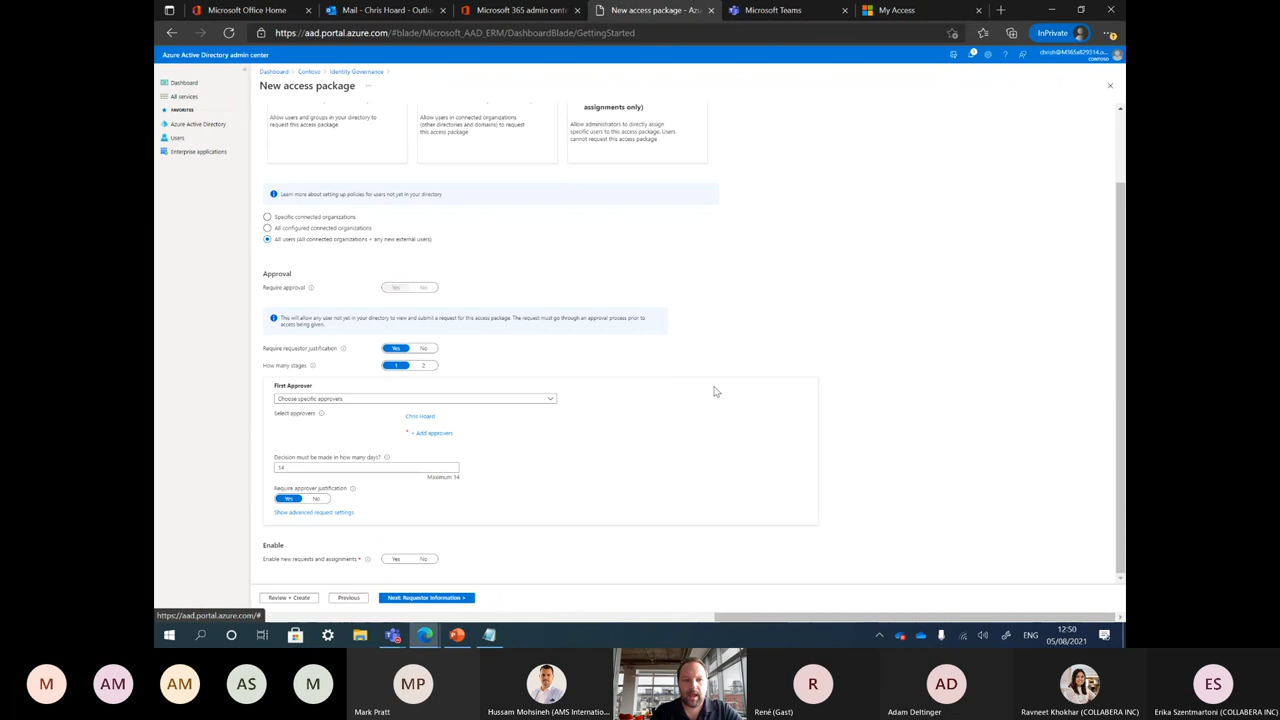 Microsoft Office Home
Mail - Chris Hoard - Outloo
Microsoft 365 admin cente
New access package - Az
Microsoft Teams
My Access
https://aad.portal.azure.com/#blade/Microsoft_AAD_ERM/DashboardBlade/GettingStarted
InPrivate
Azure Active Directory admin center
chrish@M365x829314.o...
CONTOSO
Dashboard
All services
FAVORITES
Azure Active Directory
Users
Enterprise applications
Dashboard > Contoso > Identity Governance >
New access package ...
Allow users and groups in your directory to
request this access package
Allow users in connected organizations
(other directories and domains) to request
this access package
assignments only)
Allow administrators to directly assign
specific users to this access package. Users
cannot request this access package
Learn more about setting up policies for users not yet in your directory
Specific connected organizations
All configured connected organizations
All users (All connected organizations + any new external users)
Approval
Require approval
Yes No
This will allow any user not yet in your directory to view and submit a request for this access package. The request must go through an approval process prior to
access being given.
Require requestor justification
Yes No
How many stages
1 2
First Approver
Choose specific approvers
Select approvers
Chris Hoard
* + Add approvers
Decision must be made in how many days?
14
Maximum 14
Require approver justification
Yes No
Show advanced request settings
Enable
Enable new requests and assignments *
Yes No
Review + Create
Previous
Next: Requestor Information >
https://aad.portal.azure.com/#
ENG
12:50
05/08/2021
M
AM
AM
AS
M
MP
R
AD
ES
Mark Pratt
Hussam Mohsineh (AMS Internatio...
René (Gast)
Adam Deltinger
Ravneet Khokhar (COLLABERA INC)
Erika Szentmartoni (COLLABERA INC)